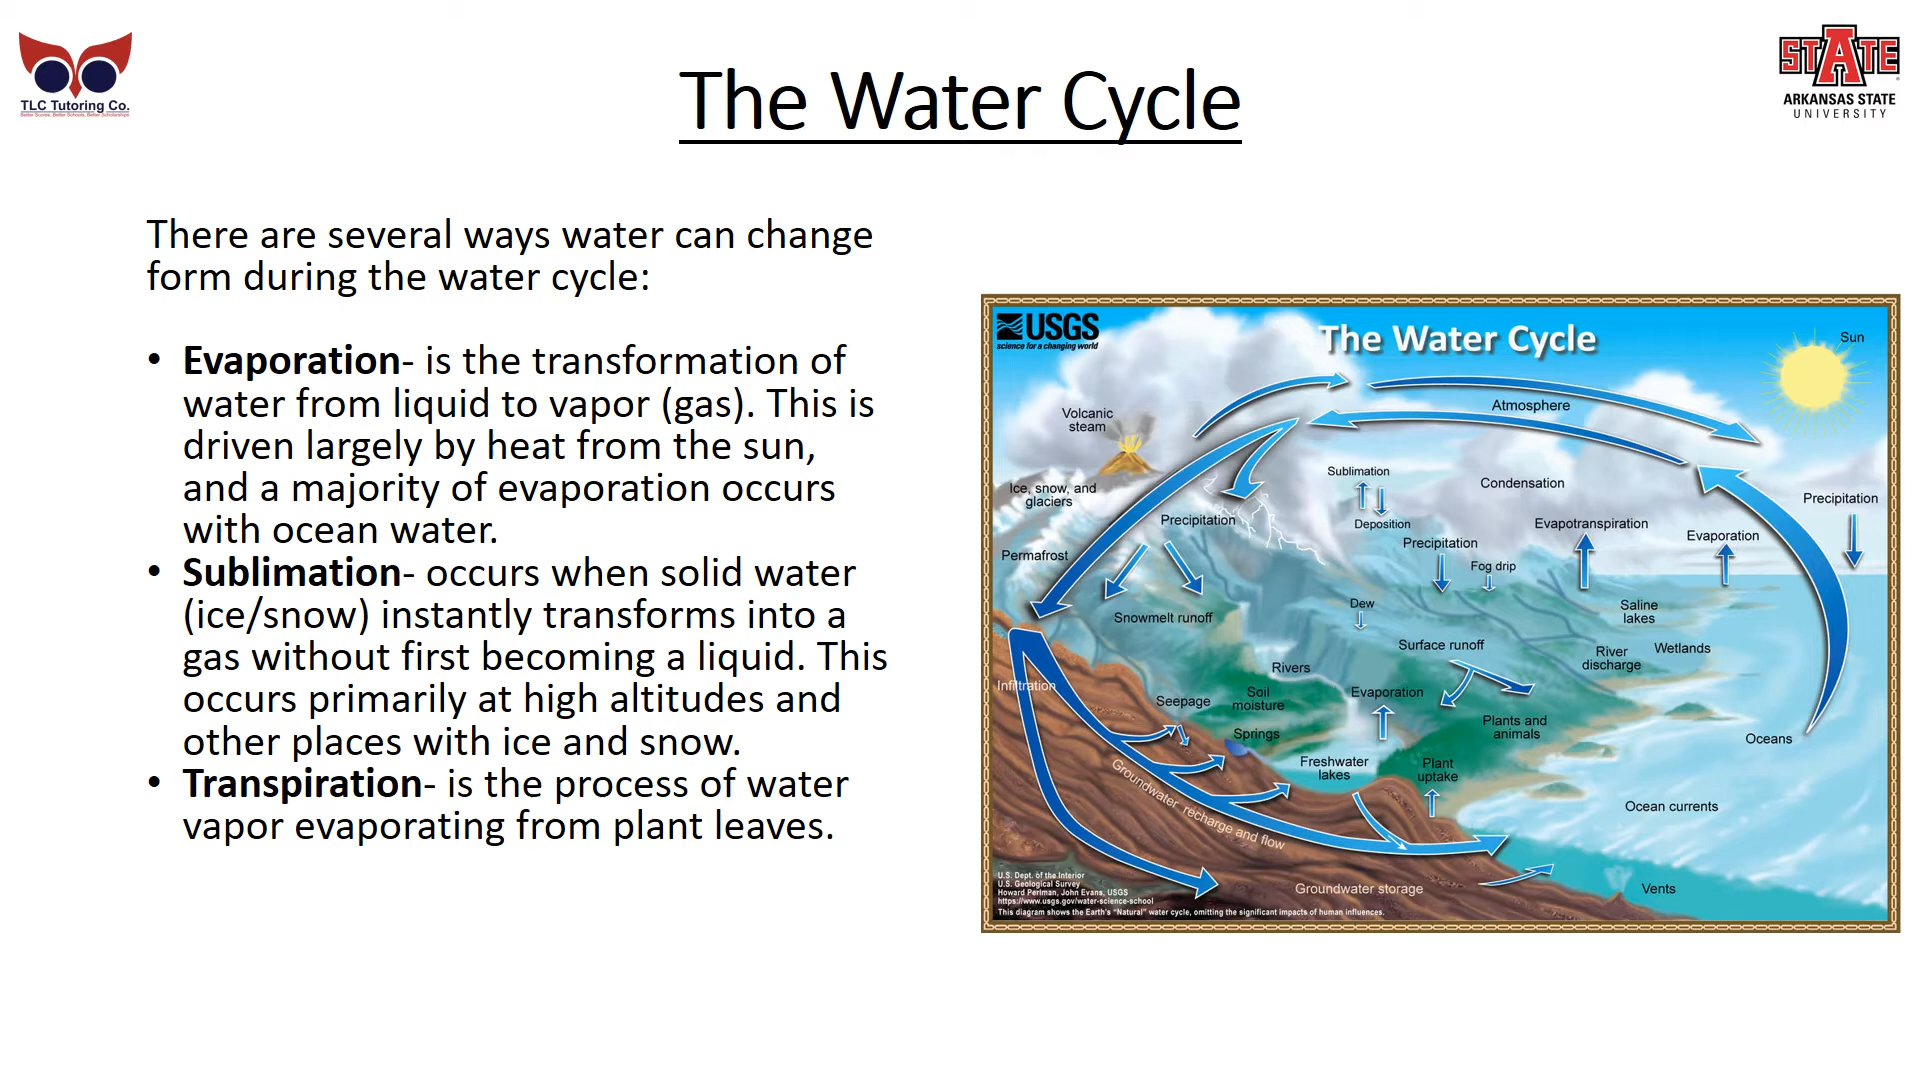 TLC Tutoring Co.
Better Scores, Better Schools, Better Scholarships
STATE
ARKANSAS STATE
UNIVERSITY
The Water Cycle
There are several ways water can change
form during the water cycle:
• Evaporation- is the transformation of
water from liquid to vapor (gas). This is
driven largely by heat from the sun,
and a majority of evaporation occurs
with ocean water.
• Sublimation- occurs when solid water
(ice/snow) instantly transforms into a
gas without first becoming a liquid. This
occurs primarily at high altitudes and
other places with ice and snow.
• Transpiration- is the process of water
vapor evaporating from plant leaves.
USGS
science for a changing world
The Water Cycle
Sun
Atmosphere
Volcanic
steam
Sublimation
Condensation
Ice, snow, and
glaciers
Precipitation
Precipitation
Deposition
Evapotranspiration
Evaporation
Permafrost
Precipitation
Fog drip
Dew
Saline
lakes
Snowmelt runoff
Surface runoff
River
discharge
Wetlands
Rivers
Infiltration
Seepage
Soil
moisture
Evaporation
Plants and
animals
Springs
Oceans
Freshwater
lakes
Plant
uptake
Groundwater recharge and flow
Ocean currents
Groundwater storage
Vents
U.S. Dept. of the Interior
U.S. Geological Survey
Howard Perlman, John Evans, USGS
https://www.usgs.gov/water-science-school
This diagram shows the Earth's "Natural" water cycle, omitting the significant impacts of human influences.